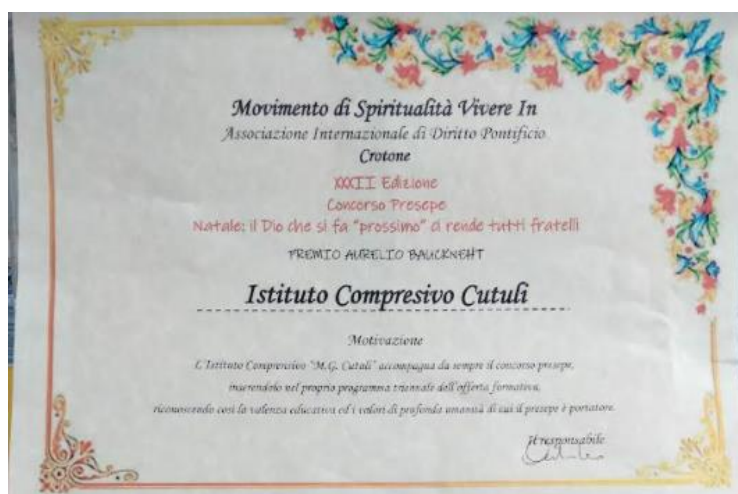 Movimento di Spiritualità Vivere In
Associazione Internazionale di Diritto Pontificio
Crotone
XXXII Edizione
Concorso Presepe
Natale: il Dio che si fa "prossimo" ci rende tutti fratelli
PREMIO AURELIO BAUCKNEHT
Istituto Compresivo Cutuli
Motivazione
L'Istituto Comprensivo "M.G. Cutuli" accompagna da sempre il concorso presepe,
inserendolo nel proprio programma triennale dell'offerta formativa,
riconoscendo così la valenza educativa ed i valori di profonda umanità di cui il presepe è portatore.
Il responsabile